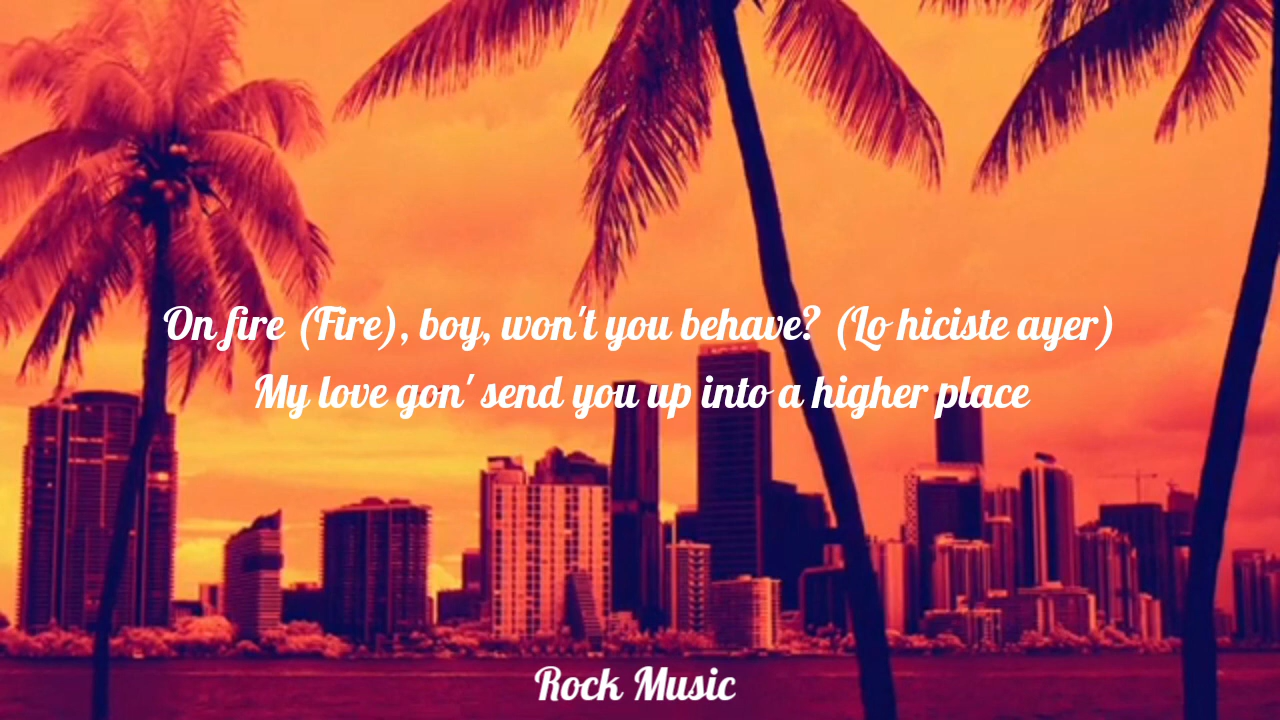 On fire (Fire), boy, won't you behave? (Lo hiciste ayer)
My love gon' send you up into a higher place
Rock Music